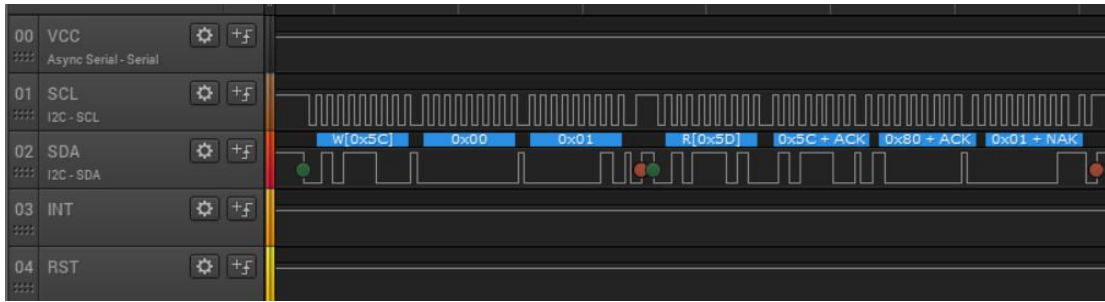 00 VCC
Async Serial - Serial
01 SCL
I2C - SCL
W[0x5C] 0x00 0x01 R[0x5D] 0x5C + ACK 0x80 + ACK 0x01 + NAK
02 SDA
I2C - SDA
03 INT
04 RST